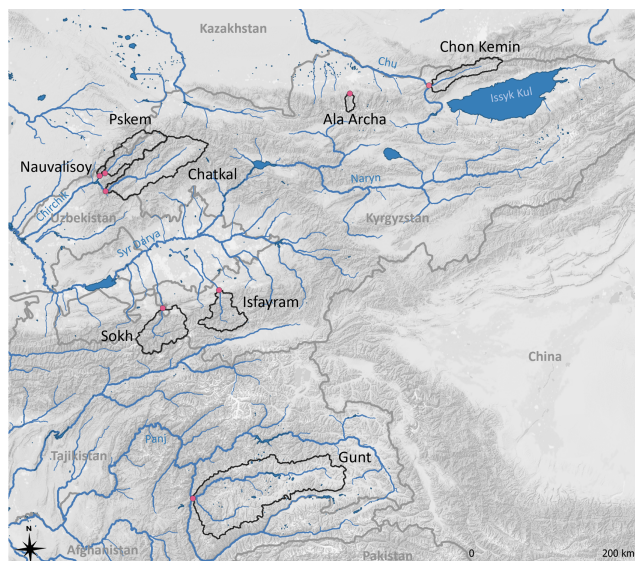 Kazakhstan
Chon Kemin
Chu
Issyk Kul
Ala Archa
Pskem
Nauvalisoy
Chatkal
Naryn
Chirchik
Uzbekistan
Kyrgyzstan
Syr Darya
Isfayram
Sokh
China
Panj
Gunt
Tajikistan
N
Afghanistan
Pakistan
0
200 km